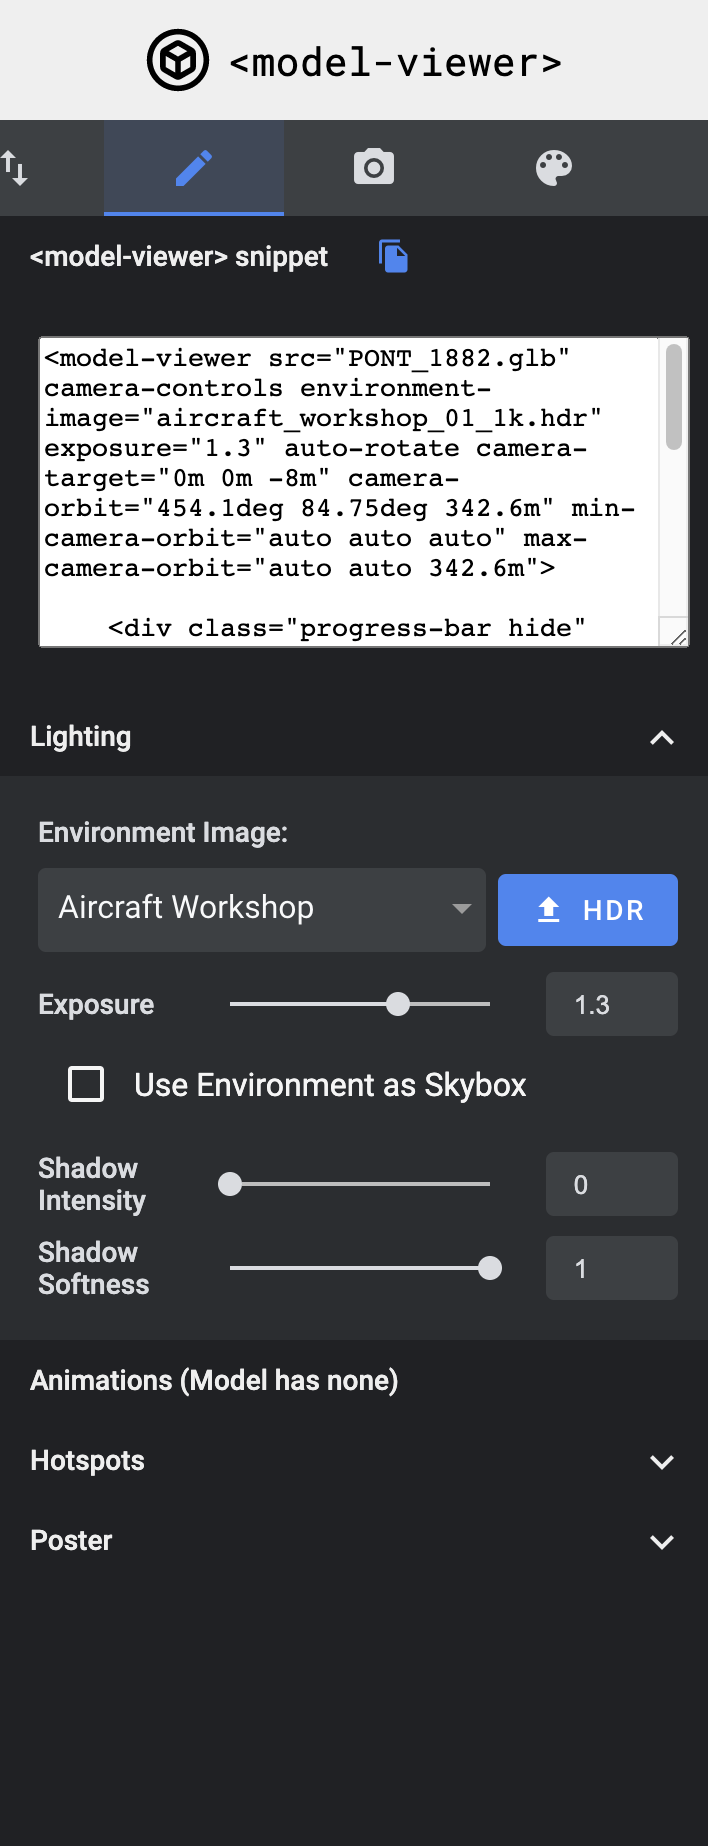 <model-viewer>
<model-viewer> snippet
<model-viewer src="PONT_1882.glb"
camera-controls environment-
image="aircraft_workshop_01_1k.hdr"
exposure="1.3" auto-rotate camera-
target="0m 0m -8m" camera-
orbit="454.1deg 84.75deg 342.6m" min-
camera-orbit="auto auto auto" max-
camera-orbit="auto auto 342.6m">
<div class="progress-bar hide"
Lighting
Environment Image:
Aircraft Workshop
HDR
Exposure
1.3
Use Environment as Skybox
Shadow
Intensity
0
Shadow
Softness
1
Animations (Model has none)
Hotspots
Poster